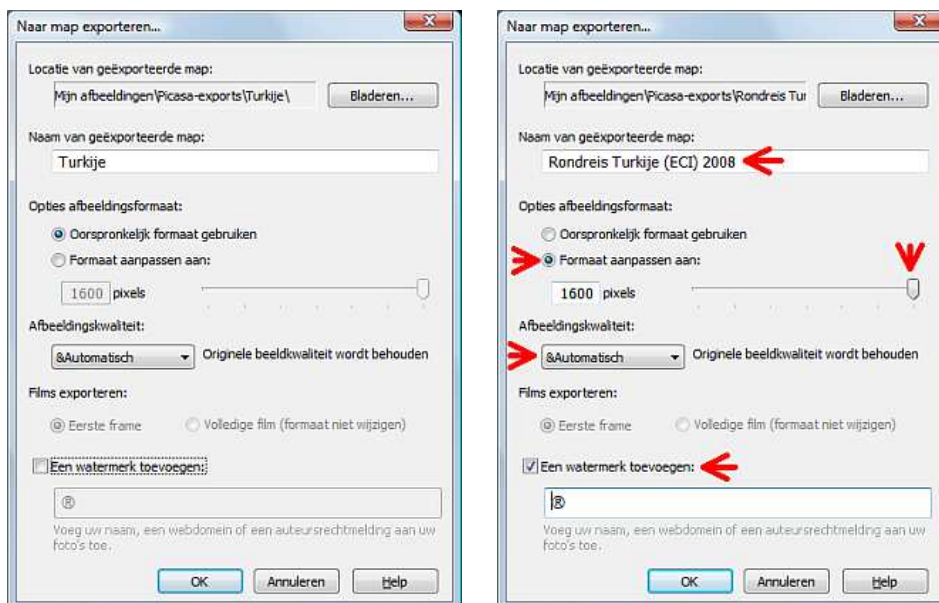 Naar map exporteren...
Locatie van geëxporteerde map:
Mijn afbeeldingen\Picasa-exports\Turkije\
Bladeren...
Naam van geëxporteerde map:
Turkije
Opties afbeeldingsformaat:
Oorspronkelijk formaat gebruiken
Formaat aanpassen aan:
1600 pixels
Afbeeldingskwaliteit:
&Automatisch
Originele beeldkwaliteit wordt behouden
Films exporteren:
Eerste frame
Volledige film (formaat niet wijzigen)
Een watermerk toevoegen:
®
Voeg uw naam, een webdomein of een auteursrechtmelding aan uw
foto's toe.
OK Annuleren Help
Naar map exporteren...
Locatie van geëxporteerde map:
Mijn afbeeldingen\Picasa-exports\Rondreis Tur
Bladeren...
Naam van geëxporteerde map:
Rondreis Turkije (ECI) 2008
Opties afbeeldingsformaat:
Oorspronkelijk formaat gebruiken
Formaat aanpassen aan:
1600 pixels
Afbeeldingskwaliteit:
&Automatisch
Originele beeldkwaliteit wordt behouden
Films exporteren:
Eerste frame
Volledige film (formaat niet wijzigen)
Een watermerk toevoegen:
®
Voeg uw naam, een webdomein of een auteursrechtmelding aan uw
foto's toe.
OK Annuleren Help